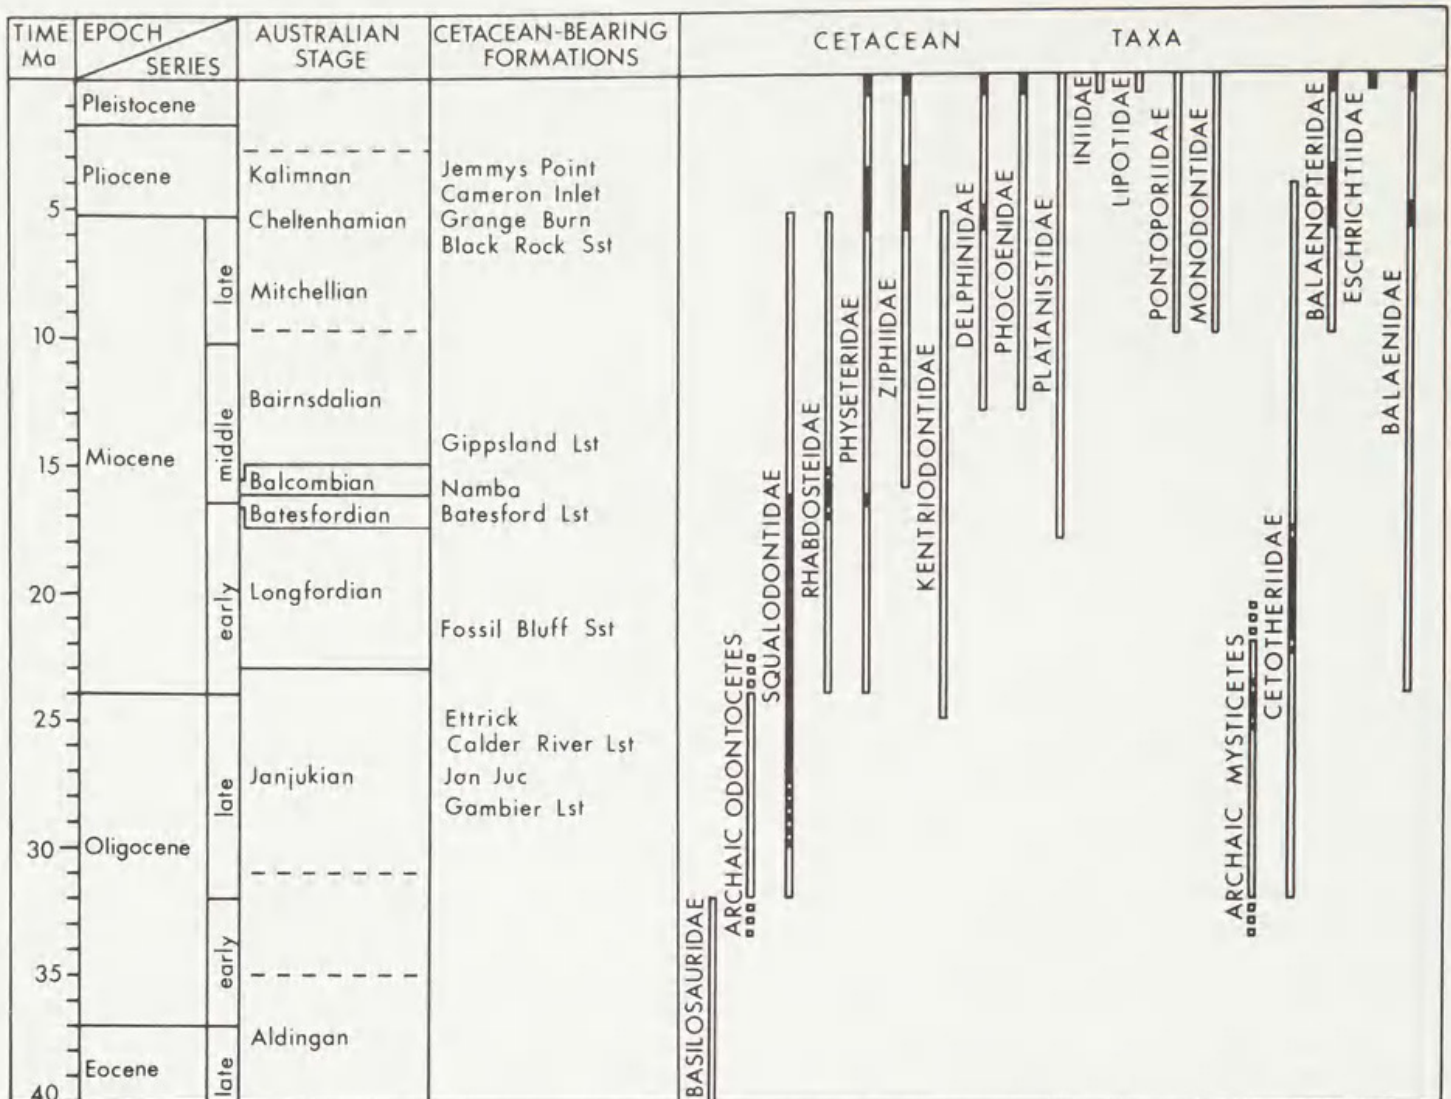 TIME
Ma
EPOCH
SERIES
AUSTRALIAN
STAGE
CETACEAN-BEARING
FORMATIONS
CETACEAN TAXA
5
10
15
20
25
30
35
40
Pleistocene
Pliocene
Miocene
Oligocene
Eocene
late
middle
early
late
early
late
Kalimnan
Cheltenhamian
Mitchellian
Bairnsdalian
Balcombian
Batesfordian
Longfordian
Janjukian
Aldingan
Jemmys Point
Cameron Inlet
Grange Burn
Black Rock Sst
Gippsland Lst
Namba
Batesford Lst
Fossil Bluff Sst
Ettrick
Calder River Lst
Jan Juc
Gambier Lst
BASILOSAURIDAE
ARCHAIC ODONTOCETES
SQUALODONTIDAE
RHABDOSTEIDAE
PHYSETERIDAE
ZIPHIIDAE
KENTRIODONTIDAE
DELPHINIDAE
PHOCOENIDAE
PLATANISTIDAE
INIIDAE
LIPOTIDAE
PONTOPORIIDAE
MONODONTIDAE
ARCHAIC MYSTICETES
CETOTHERIIDAE
BALAENOPTERIDAE
ESCHRICHTIIDAE
BALAENIDAE